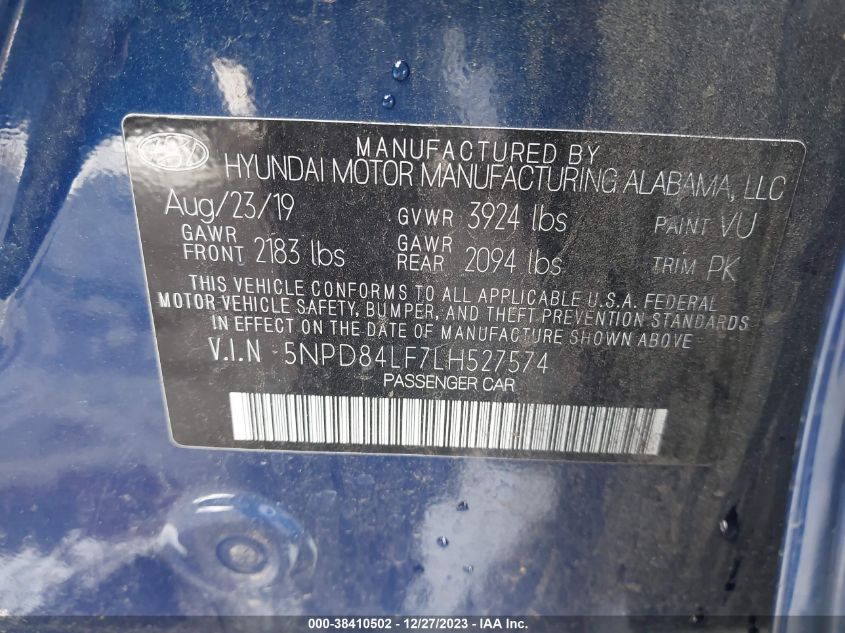 MANUFACTURED BY
HYUNDAI MOTOR MANUFACTURING ALABAMA, LLC
Aug/23/19 GVWR 3924 lbs PAINT VU
GAWR FRONT 2183 lbs GAWR REAR 2094 lbs TRIM PK
THIS VEHICLE CONFORMS TO ALL APPLICABLE U.S.A. FEDERAL
MOTOR VEHICLE SAFETY, BUMPER, AND THEFT PREVENTION STANDARDS
IN EFFECT ON THE DATE OF MANUFACTURE SHOWN ABOVE.
V.I.N 5NPD84LF7LH527574
PASSENGER CAR
000-38410502 - 12/27/2023 - IAA Inc.